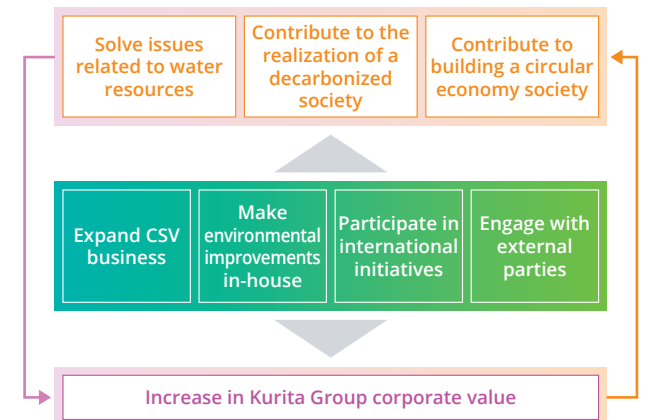 Solve issues
related to water
resources
Contribute to the
realization of a
decarbonized
society
Contribute to
building a circular
economy society
Expand CSV
business
Make
environmental
improvements
in-house
Participate in
international
initiatives
Engage with
external
parties
Increase in Kurita Group corporate value